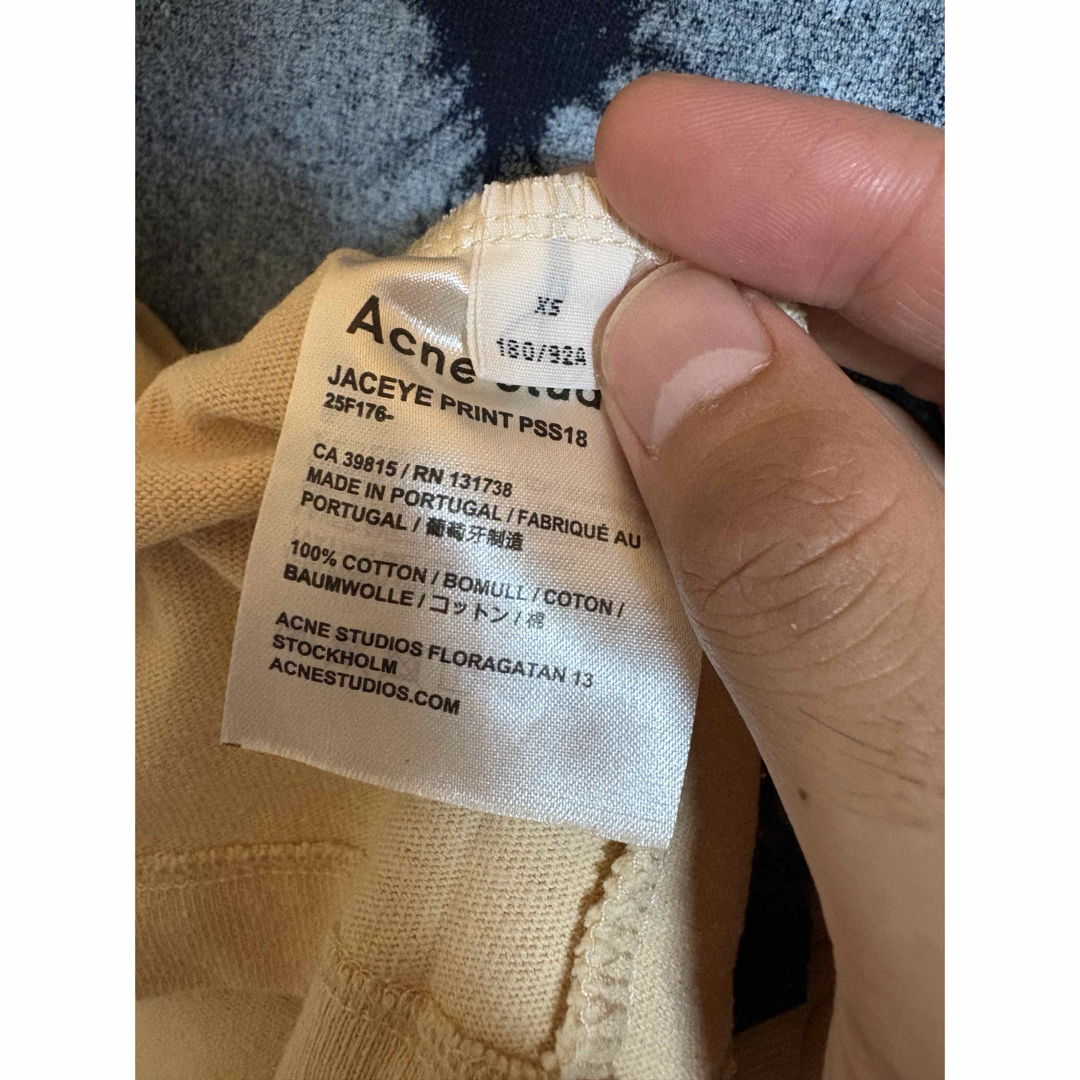 XS
180/92A
Acne Stud
JACEYE PRINT PSS18
25F176-
CA 39815 / RN 131738
MADE IN PORTUGAL / FABRIQUÉ AU
PORTUGAL / 葡萄牙制造
100% COTTON / BOMULL / COTON /
BAUMWOLLE / コットン / 棉
ACNE STUDIOS FLORAGATAN 13
STOCKHOLM
ACNESTUDIOS.COM